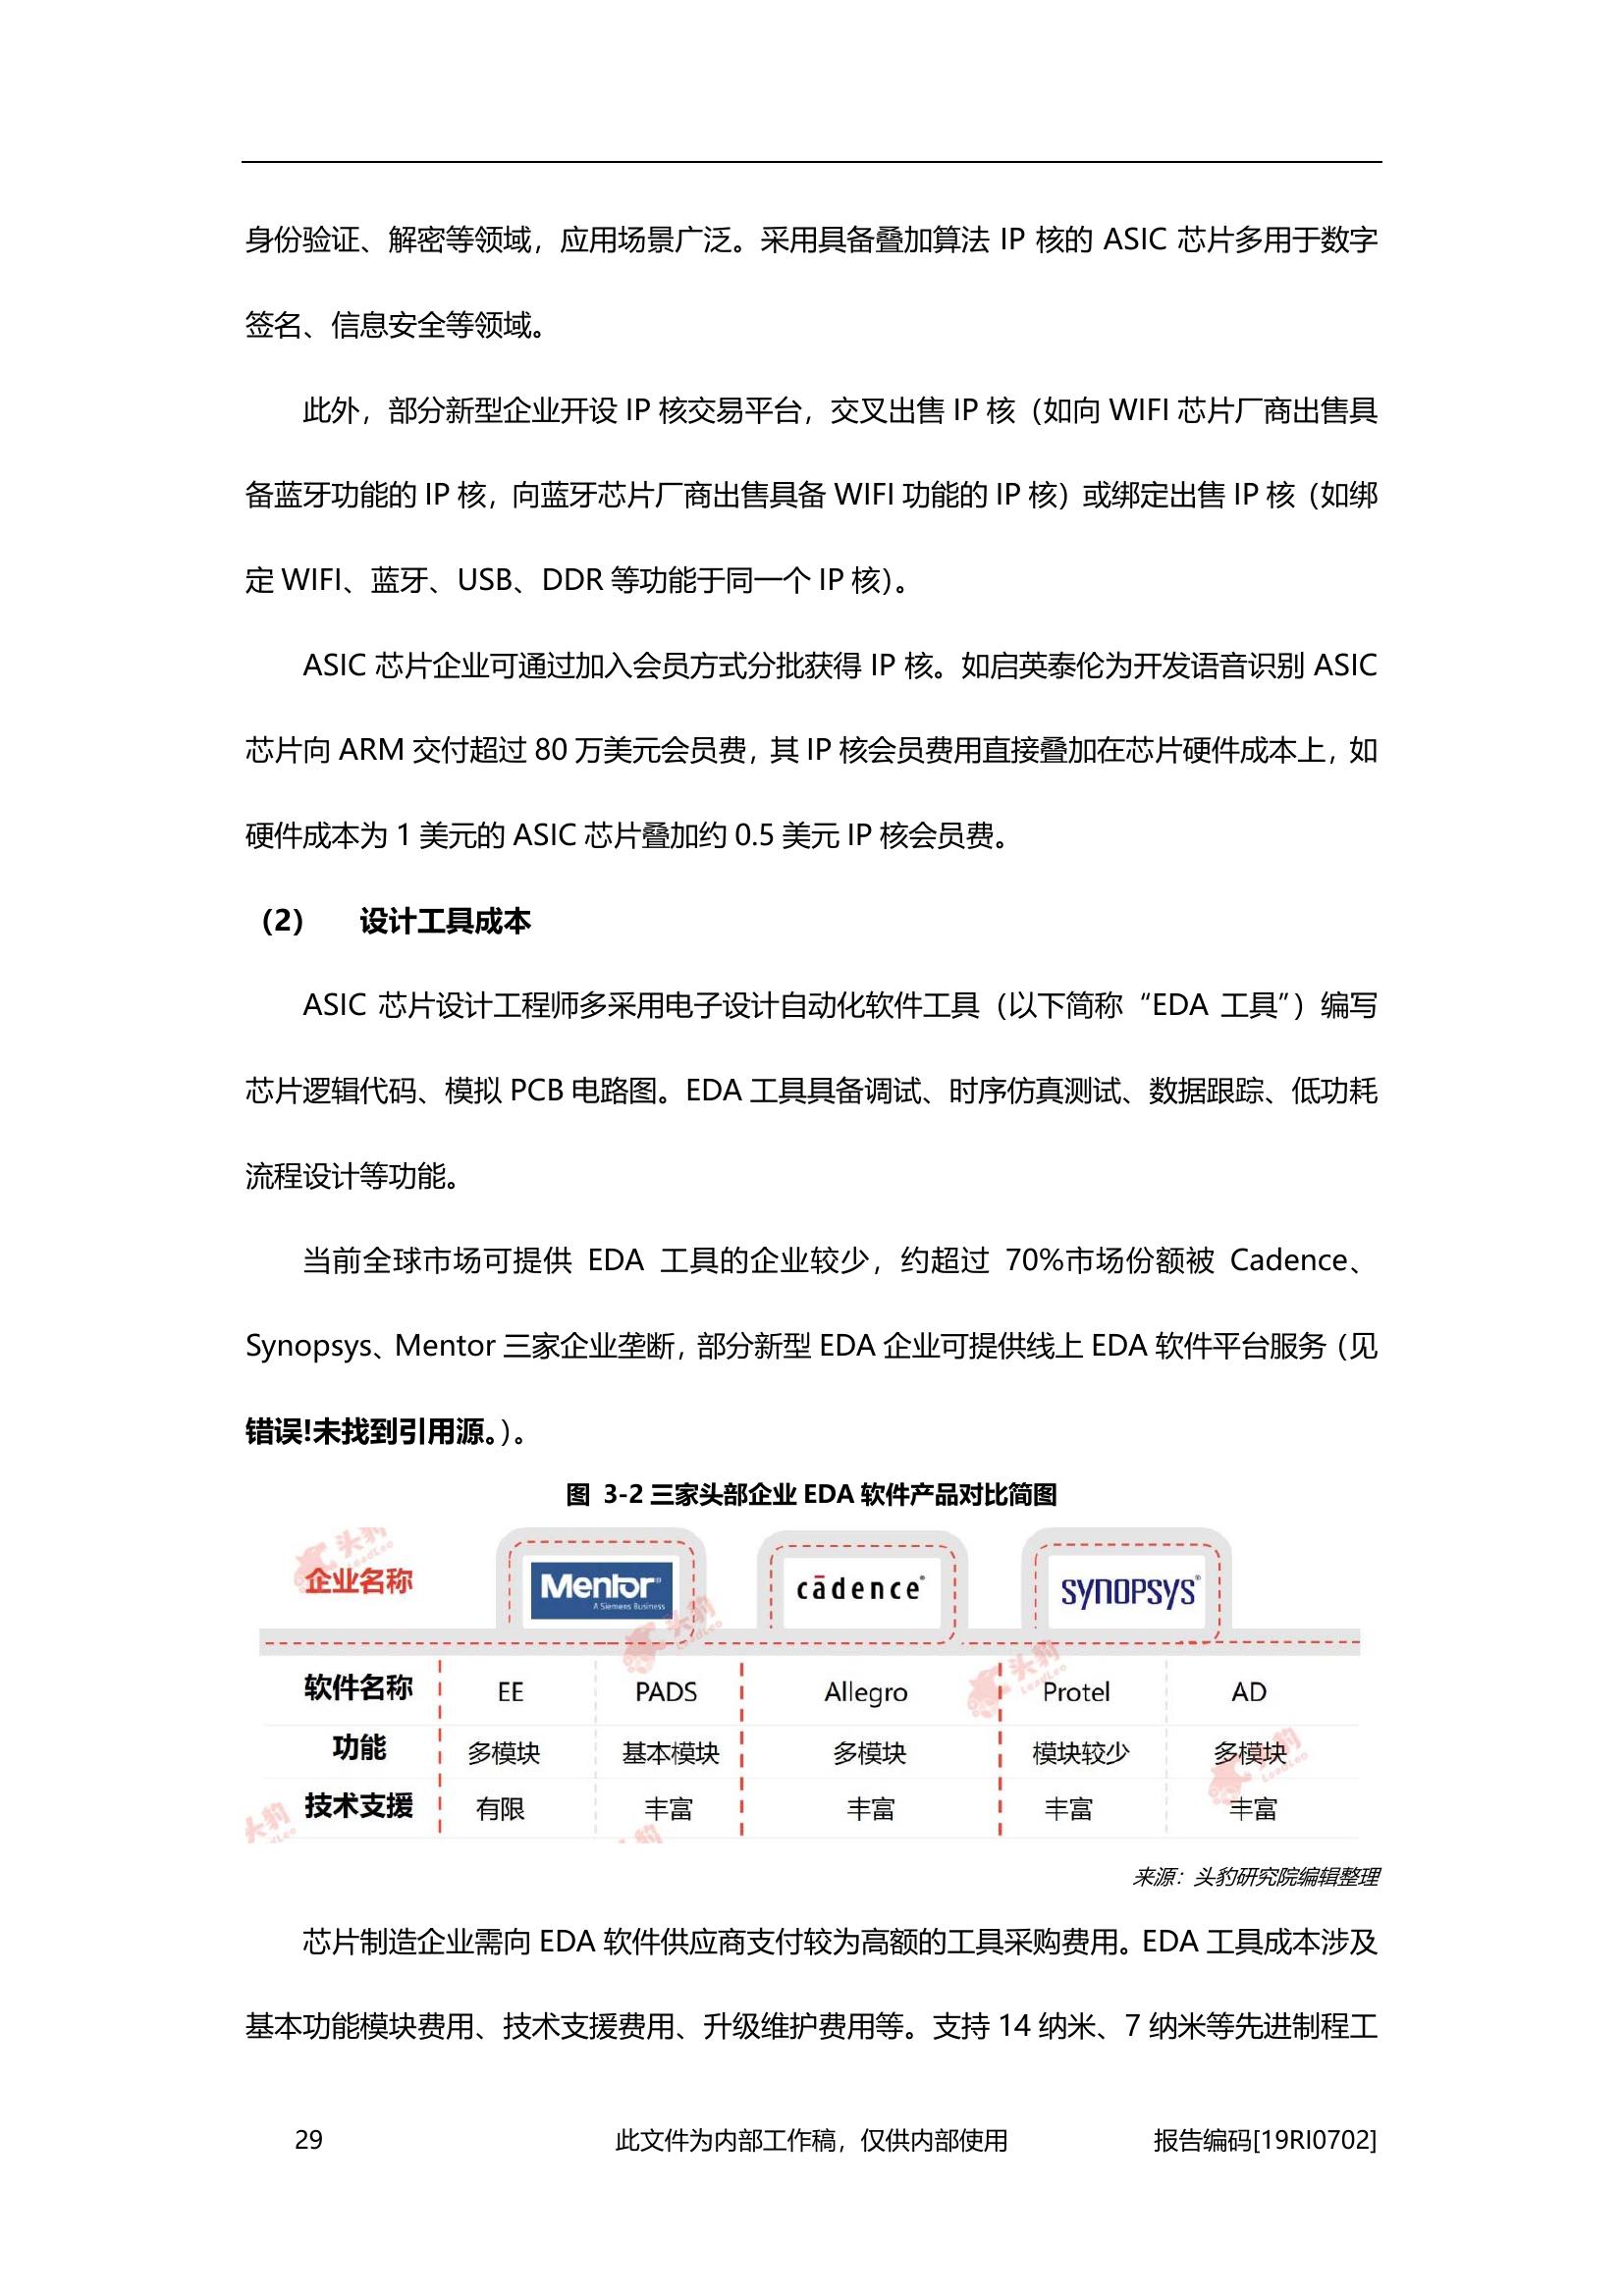 身份验证、解密等领域，应用场景广泛。采用具备叠加算法 IP 核的 ASIC 芯片多用于数字
签名、信息安全等领域。
此外，部分新型企业开设 IP 核交易平台，交叉出售 IP 核（如向 WIFI 芯片厂商出售具
备蓝牙功能的 IP 核，向蓝牙芯片厂商出售具备 WIFI 功能的 IP 核）或绑定出售 IP 核（如绑
定 WIFI、蓝牙、USB、DDR 等功能于同一个 IP 核）。
ASIC 芯片企业可通过加入会员方式分批获得 IP 核。如启英泰伦为开发语音识别 ASIC
芯片向 ARM 交付超过 80 万美元会员费，其 IP 核会员费用直接叠加在芯片硬件成本上，如
硬件成本为 1 美元的 ASIC 芯片叠加约 0.5 美元 IP 核会员费。
（2） 设计工具成本
ASIC 芯片设计工程师多采用电子设计自动化软件工具（以下简称“EDA 工具”）编写
芯片逻辑代码、模拟 PCB 电路图。EDA 工具具备调试、时序仿真测试、数据跟踪、低功耗
流程设计等功能。
当前全球市场可提供 EDA 工具的企业较少，约超过 70%市场份额被 Cadence、
Synopsys、Mentor 三家企业垄断，部分新型 EDA 企业可提供线上 EDA 软件平台服务（见
错误!未找到引用源。）。
图 3-2 三家头部企业 EDA 软件产品对比简图
企业名称 Mentor® A Siemens Business cādence® SYNOPSYS®
软件名称 EE PADS Allegro Protel AD
功能 多模块 基本模块 多模块 模块较少 多模块
技术支援 有限 丰富 丰富 丰富 丰富
头豹 LeadLeo
头豹 LeadLeo
头豹 LeadLeo
头豹 LeadLeo
头豹 LeadLeo
头豹
来源：头豹研究院编辑整理
芯片制造企业需向 EDA 软件供应商支付较为高额的工具采购费用。EDA 工具成本涉及
基本功能模块费用、技术支援费用、升级维护费用等。支持 14 纳米、7 纳米等先进制程工
29 此文件为内部工作稿，仅供内部使用 报告编码[19RI0702]